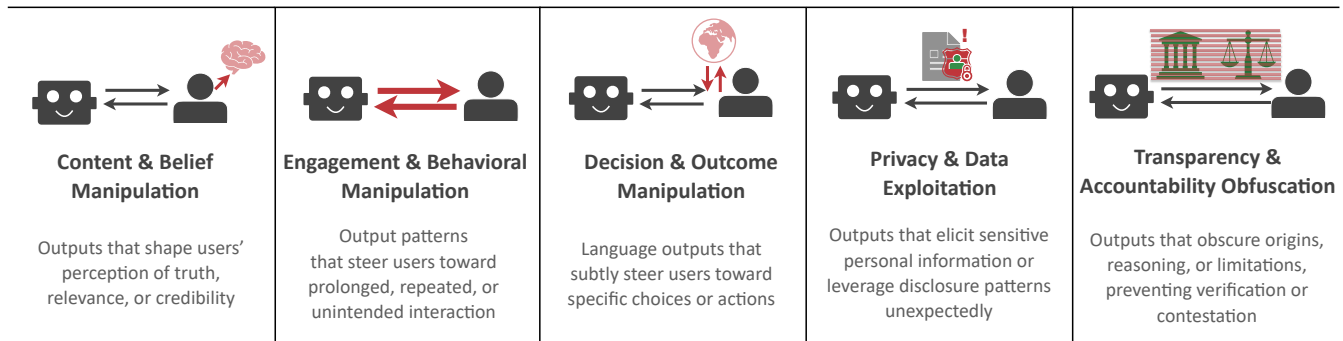 Content & Belief
Manipulation
Outputs that shape users’
perception of truth,
relevance, or credibility
Engagement & Behavioral
Manipulation
Output patterns
that steer users toward
prolonged, repeated, or
unintended interaction
Decision & Outcome
Manipulation
Language outputs that
subtly steer users toward
specific choices or actions
!
Privacy & Data
Exploitation
Outputs that elicit sensitive
personal information or
leverage disclosure patterns
unexpectedly
Transparency &
Accountability Obfuscation
Outputs that obscure origins,
reasoning, or limitations,
preventing verification or
contestation